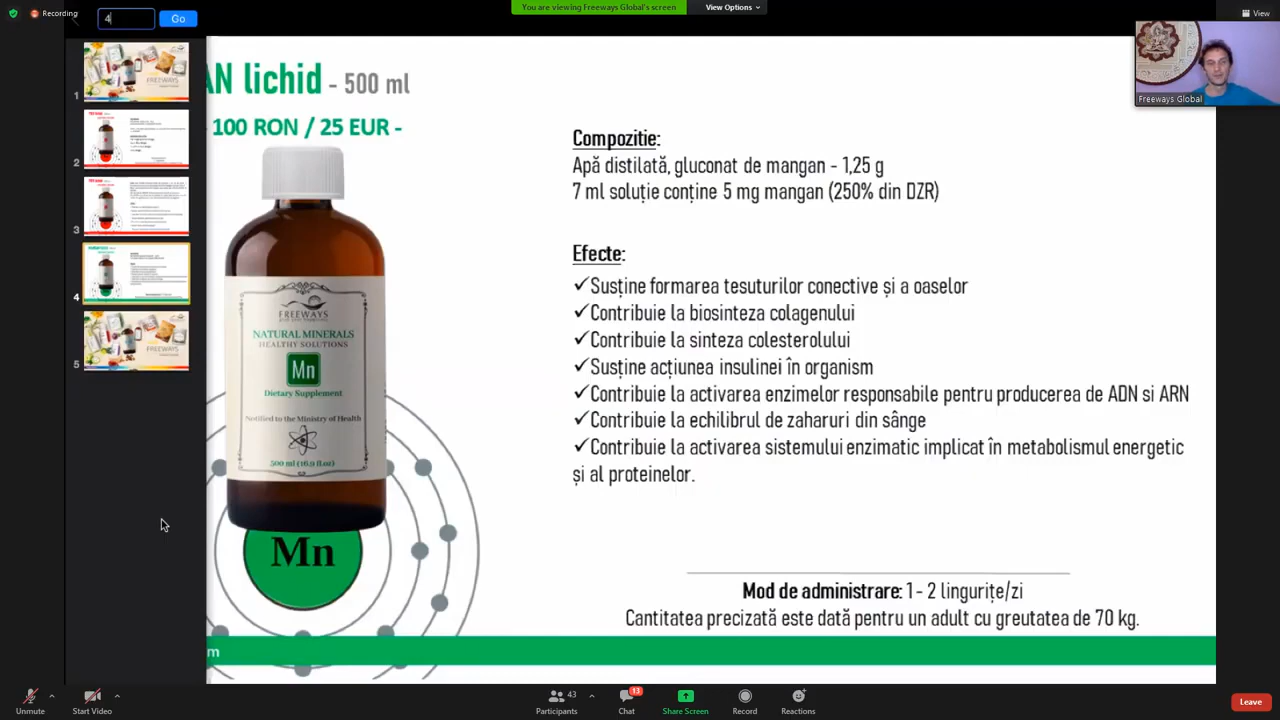 Recording
You are viewing Freeways Global's screen
View Options
View
4
Go
1
2
3
4
5
FREEWAYS
FREEWAYS
Freeways Global
AN lichid - 500 ml
100 RON / 25 EUR -
FREEWAYS
NATURAL MINERALS
HEALTHY SOLUTIONS
Mn
Dietary Supplement
Notified to the Ministry of Health
500 ml (16.9 fl.oz)
Mn
Compozitie:
Apă distilată, gluconat de mangan - 1,25 g
7 ml soluție conține 5 mg mangan (250% din DZR)
Efecte:
✓Susține formarea tesuturilor conective și a oaselor
✓Contribuie la biosinteza colagenului
✓Contribuie la sinteza colesterolului
✓Susține acțiunea insulinei în organism
✓Contribuie la activarea enzimelor responsabile pentru producerea de ADN si ARN
✓Contribuie la echilibrul de zaharuri din sânge
✓Contribuie la activarea sistemului enzimatic implicat în metabolismul energetic
și al proteinelor.
Mod de administrare: 1 - 2 lingurițe/zi
Cantitatea precizată este dată pentru un adult cu greutatea de 70 kg.
m
Unmute
Start Video
43
Participants
13
Chat
Share Screen
Record
Reactions
Leave